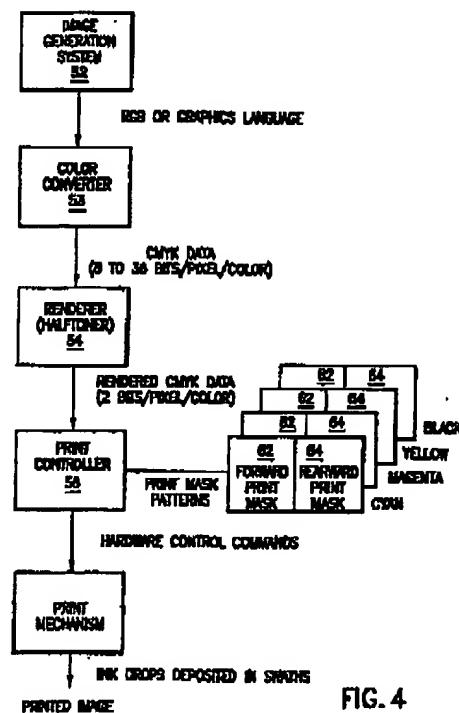 IMAGE
GENERATION
SYSTEM
52
RGB OR GRAPHICS LANGUAGE
COLOR
CONVERTER
53
CMYK DATA
(8 TO 36 BITS/PIXEL/COLOR)
RENDERER
(HALFTONER)
54
RENDERED CMYK DATA
(2 BITS/PIXEL/COLOR)
PRINT
CONTROLLER
58
PRINT MASK
PATTERNS
62 64
62 64
62 64
62 64
FORWARD
PRINT
MASK
REARWARD
PRINT
MASK
BLACK
YELLOW
MAGENTA
CYAN
HARDWARE CONTROL COMMANDS
PRINT
MECHANISM
INK DROPS DEPOSITED IN SWATHS
PRINTED IMAGE
FIG. 4